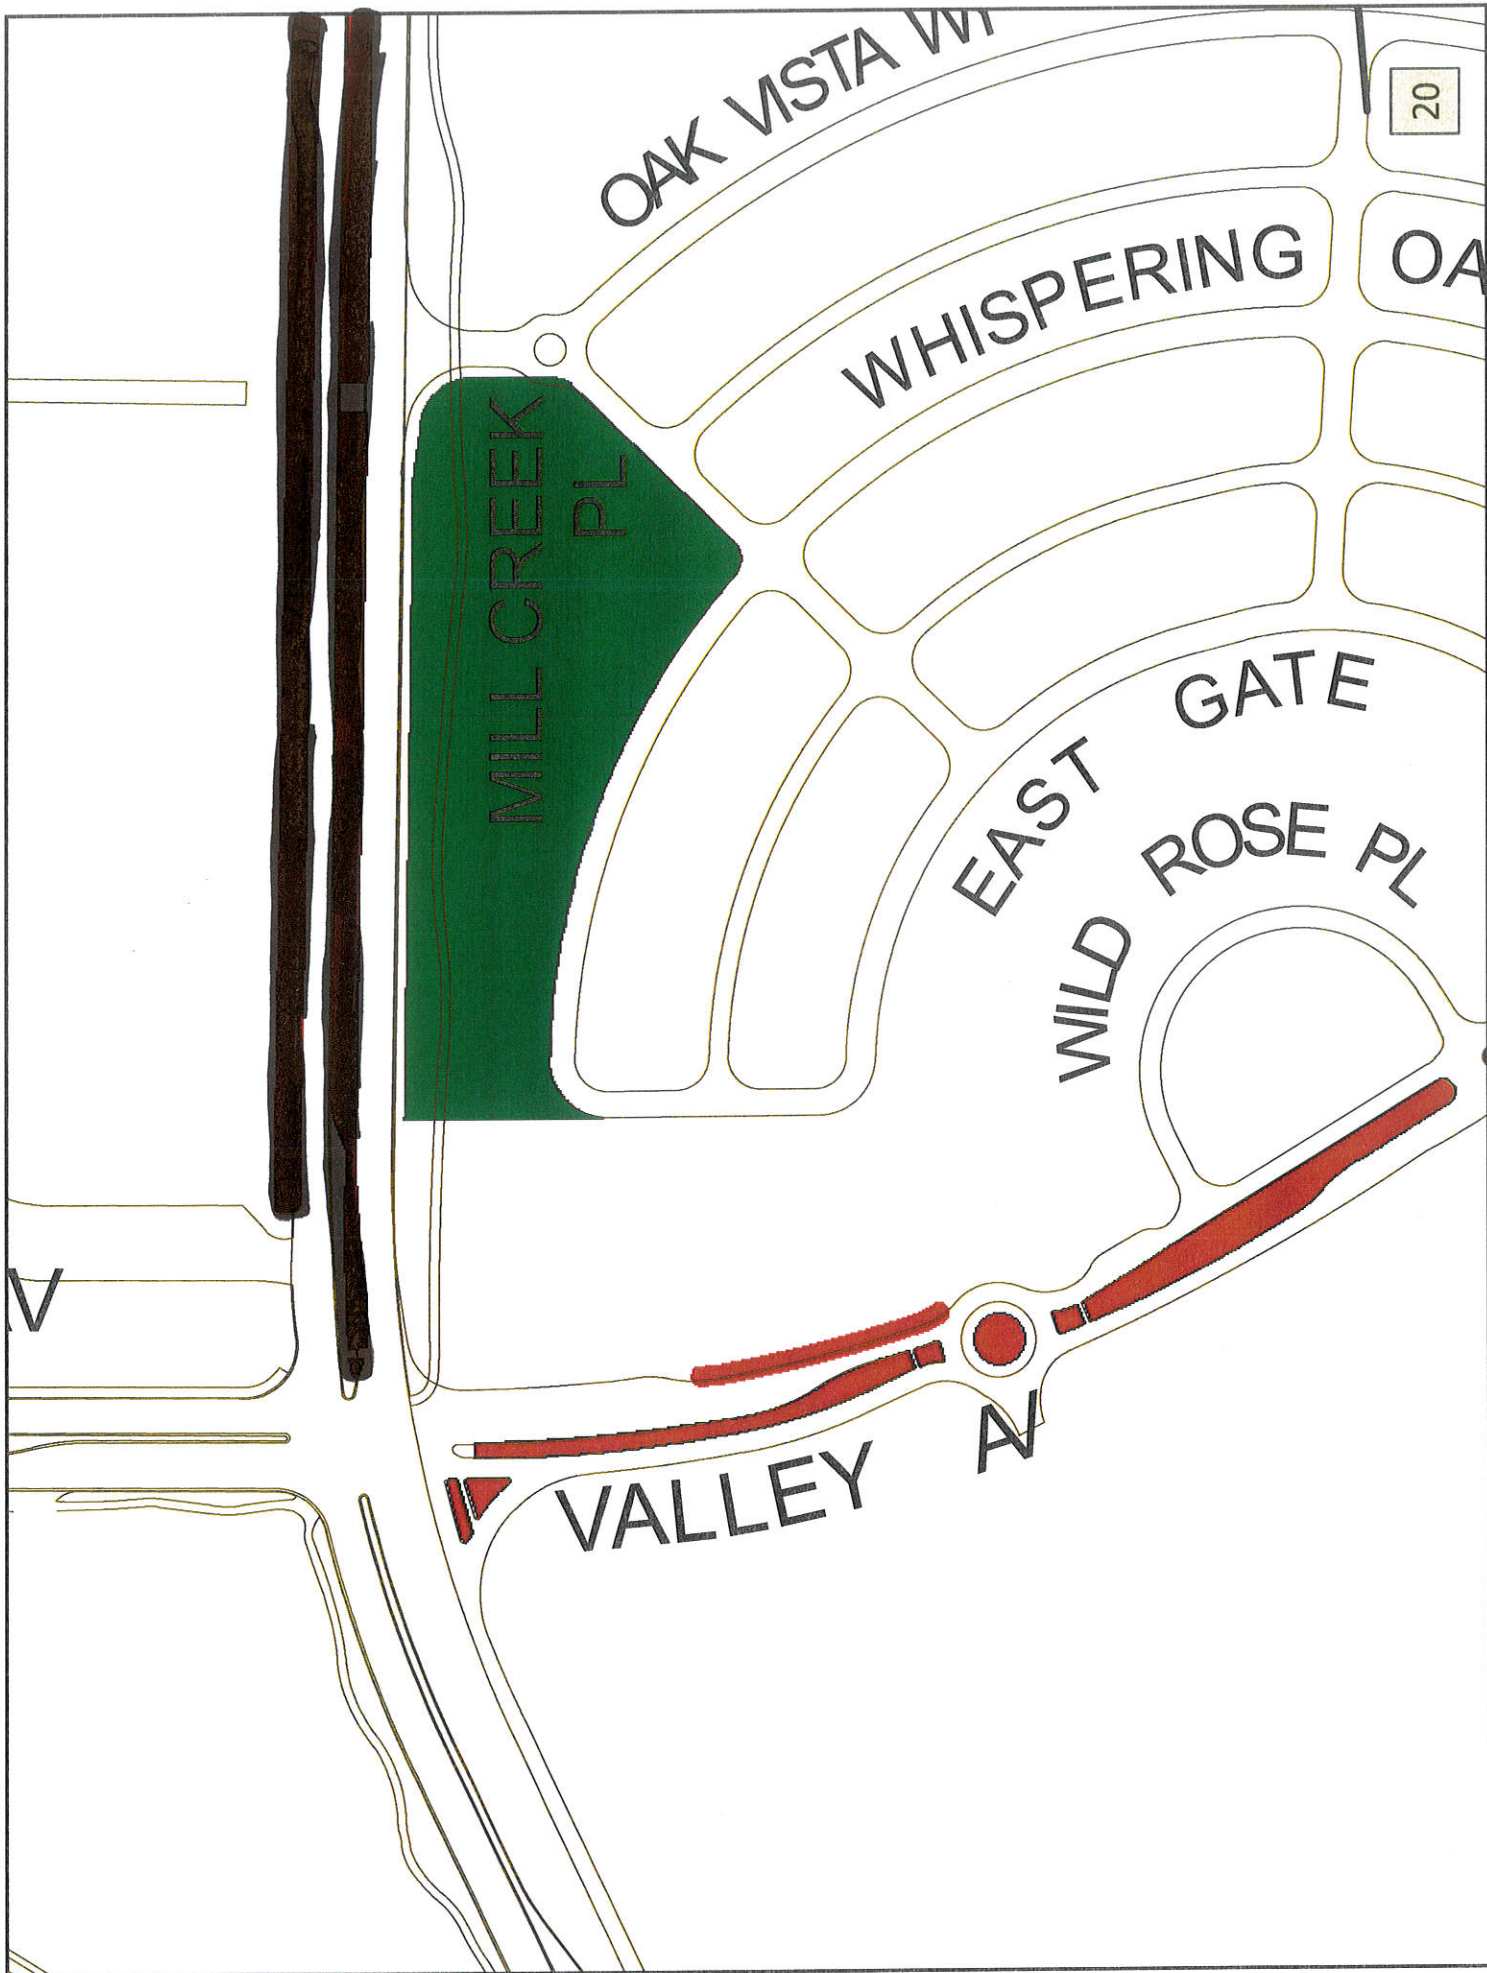 OAK VISTA
20
WHISPERING
OA
MILL CREEK
PL
EAST GATE
WILD ROSE PL
VALLEY AV